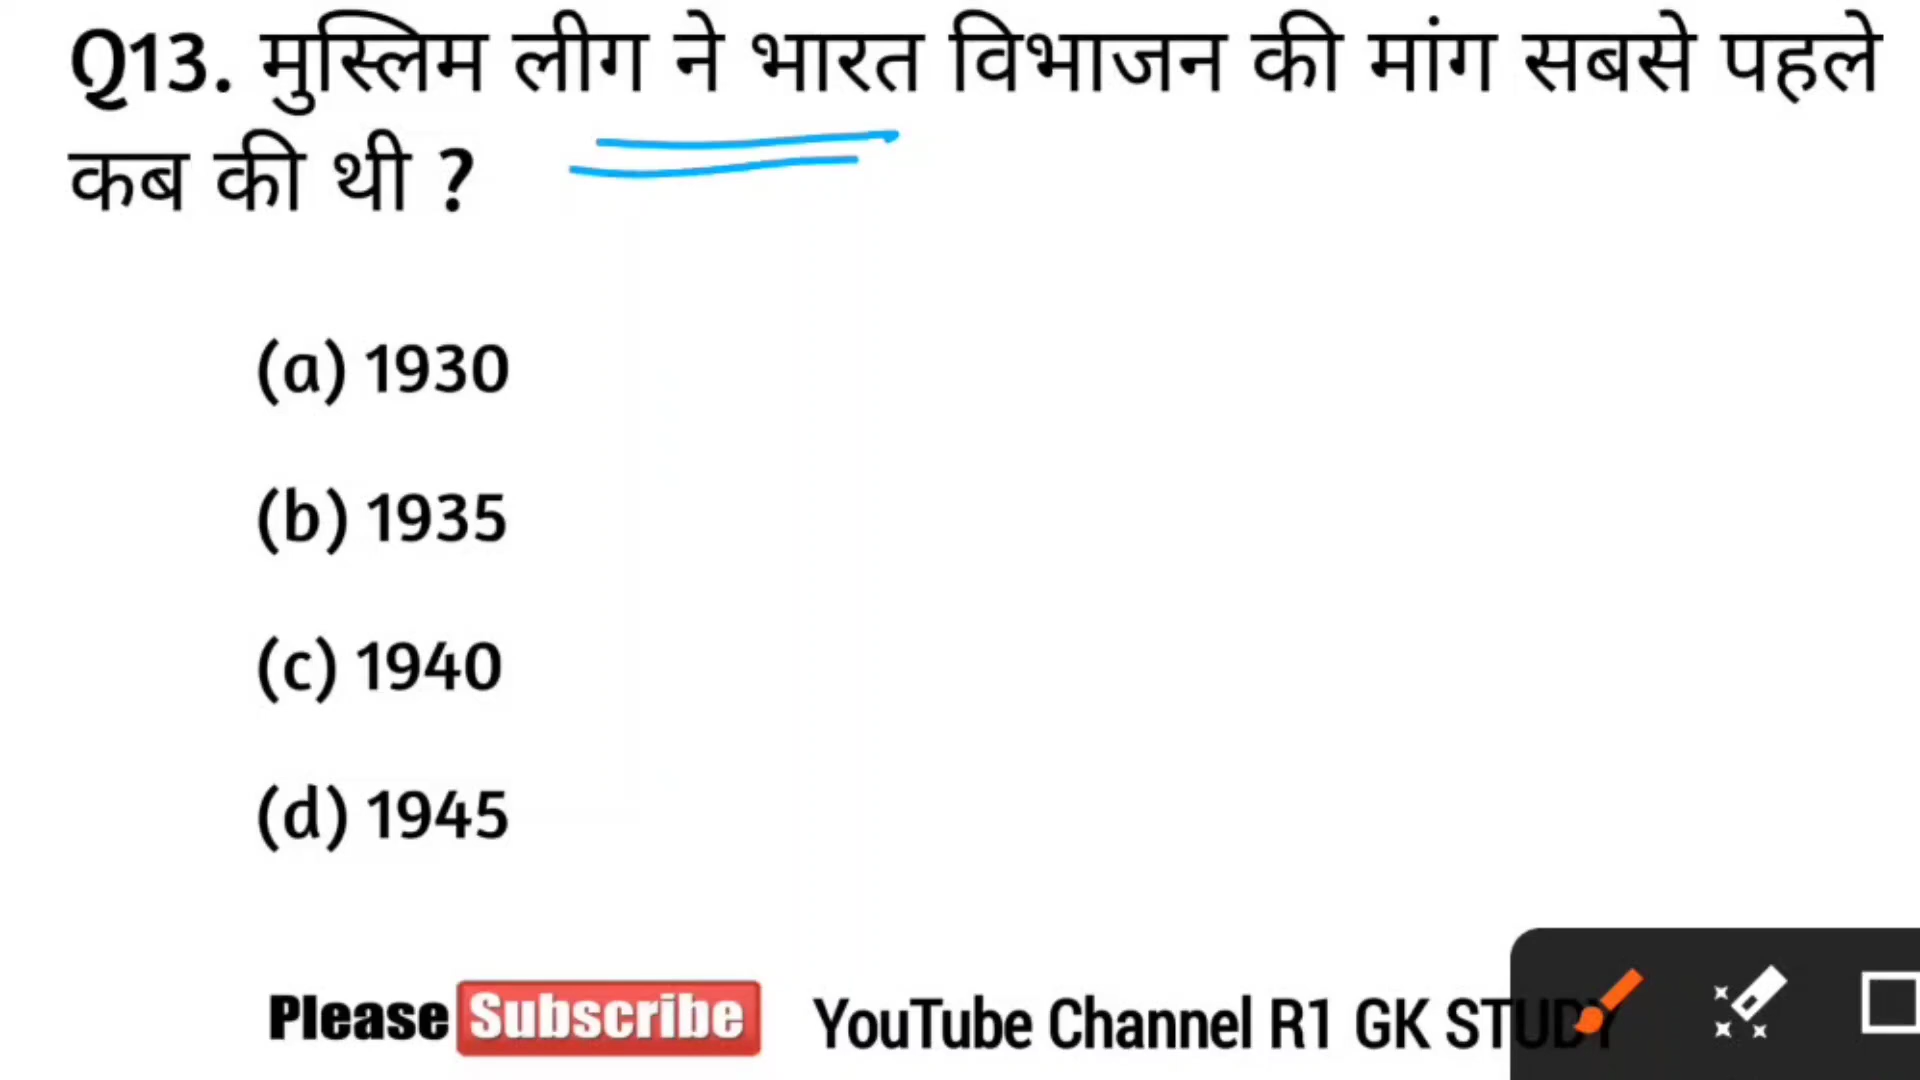 Q13. मुस्लिम लीग ने भारत विभाजन की मांग सबसे पहले
कब की थी ?
(a) 1930
(b) 1935
(c) 1940
(d) 1945
Please Subscribe YouTube Channel R1 GK STUDY